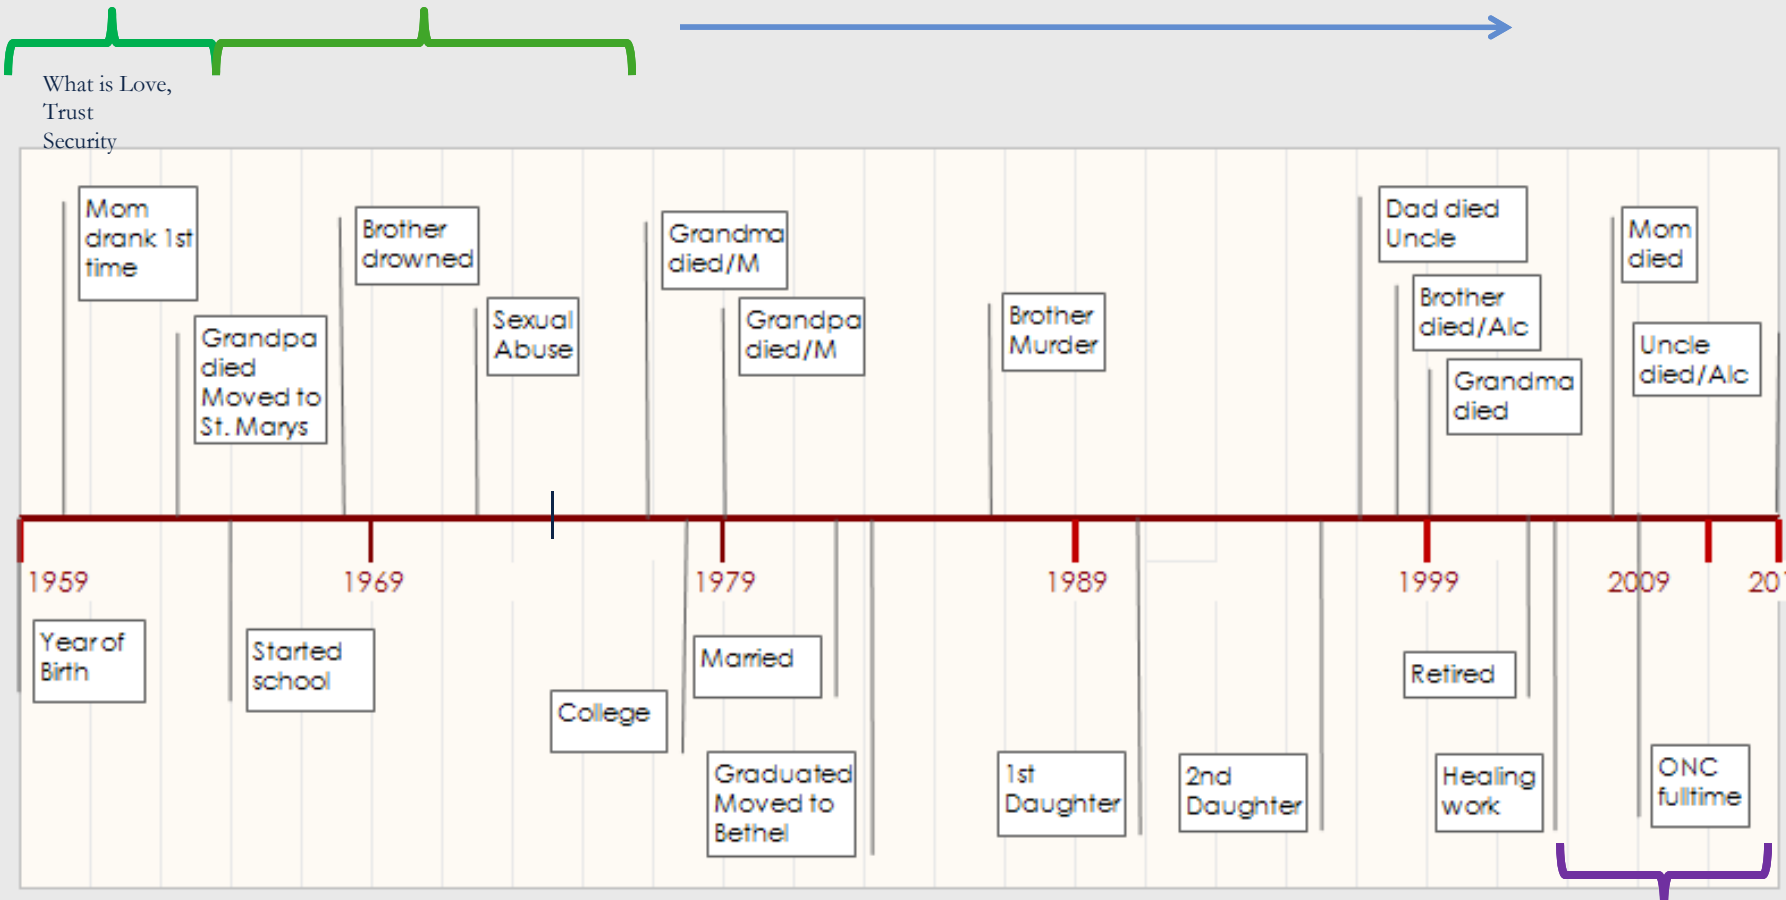 What is Love,
Trust
Security
Mom
drank 1st
time
Grandpa
died
Moved to
St. Marys
Brother
drowned
Sexual
Abuse
Grandma
died/M
Grandpa
died/M
Brother
Murder
Dad died
Uncle
Brother
died/Alc
Grandma
died
Mom
died
Uncle
died/Alc
1959
1969
1979
1989
1999
2009
201
Year of
Birth
Started
school
College
Married
Graduated
Moved to
Bethel
1st
Daughter
2nd
Daughter
Retired
Healing
work
ONC
fulltime